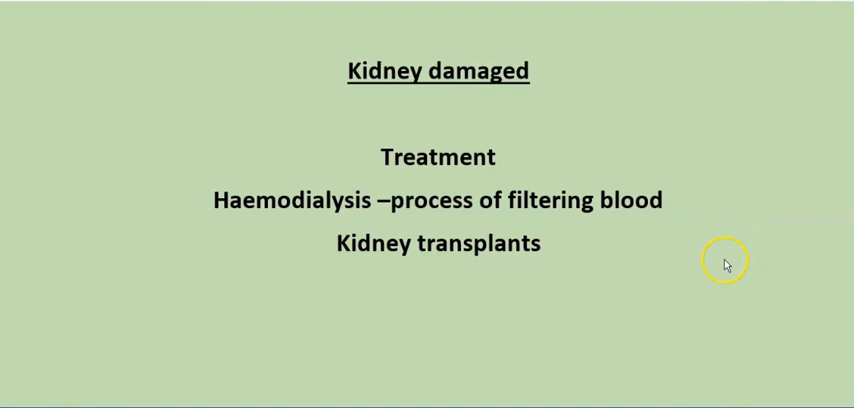 Kidney damaged
Treatment
Haemodialysis –process of filtering blood
Kidney transplants